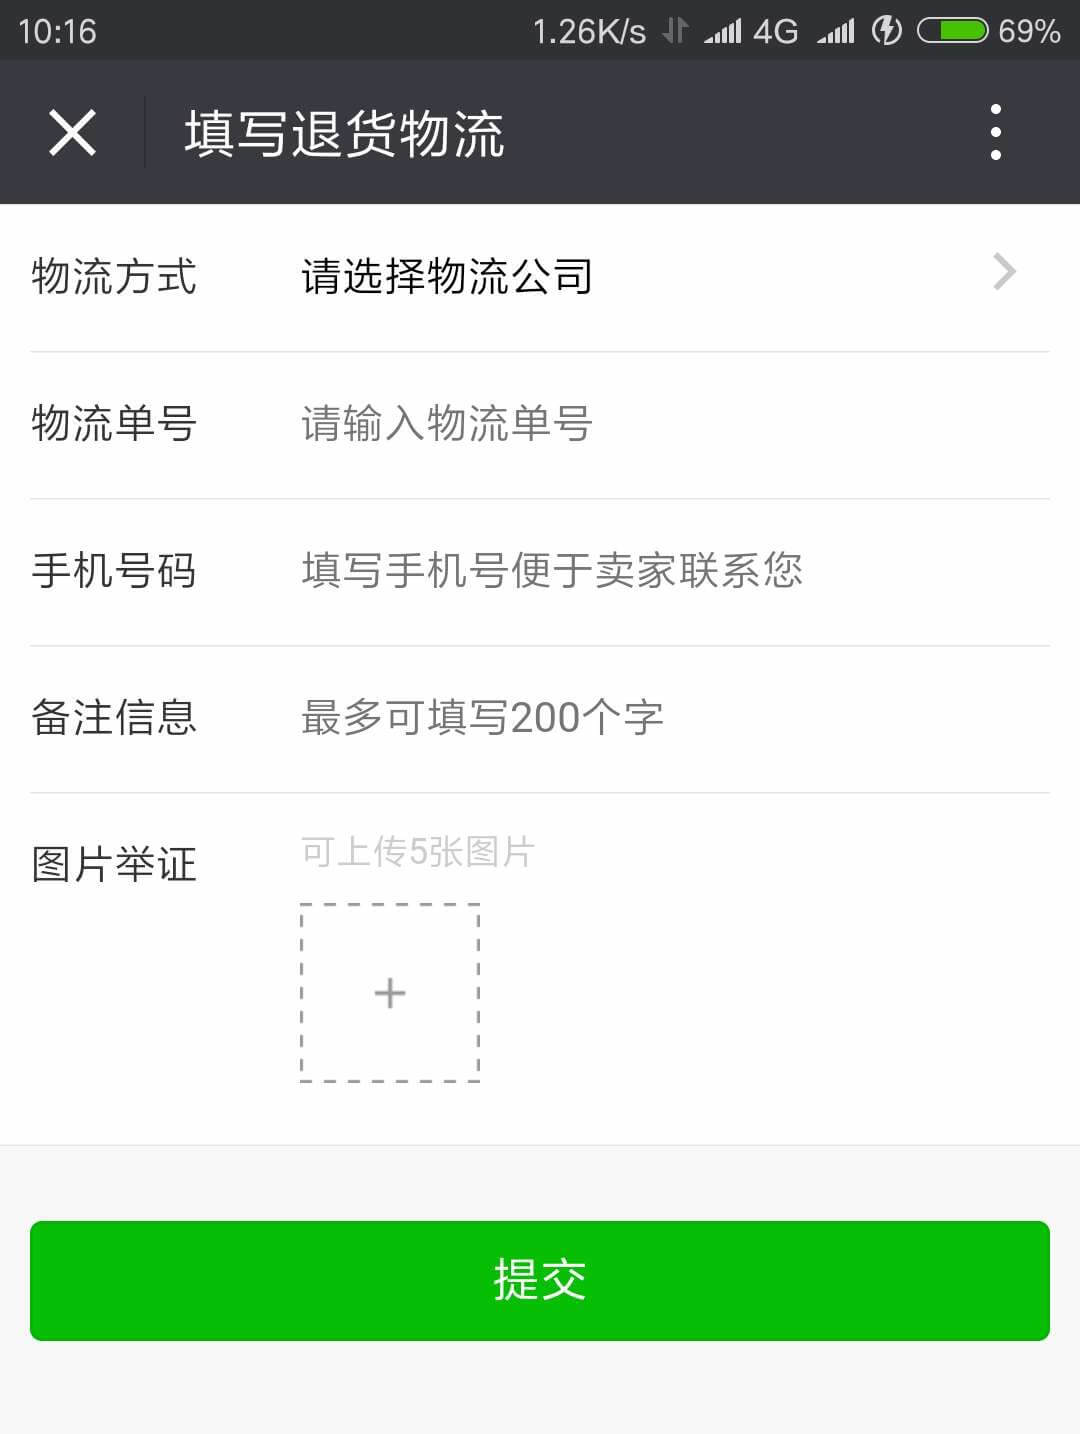 10:16 1.26K/s 4G 69%
填写退货物流
物流方式 请选择物流公司
物流单号 请输入物流单号
手机号码 填写手机号便于卖家联系您
备注信息 最多可填写200个字
图片举证 可上传5张图片
+
提交